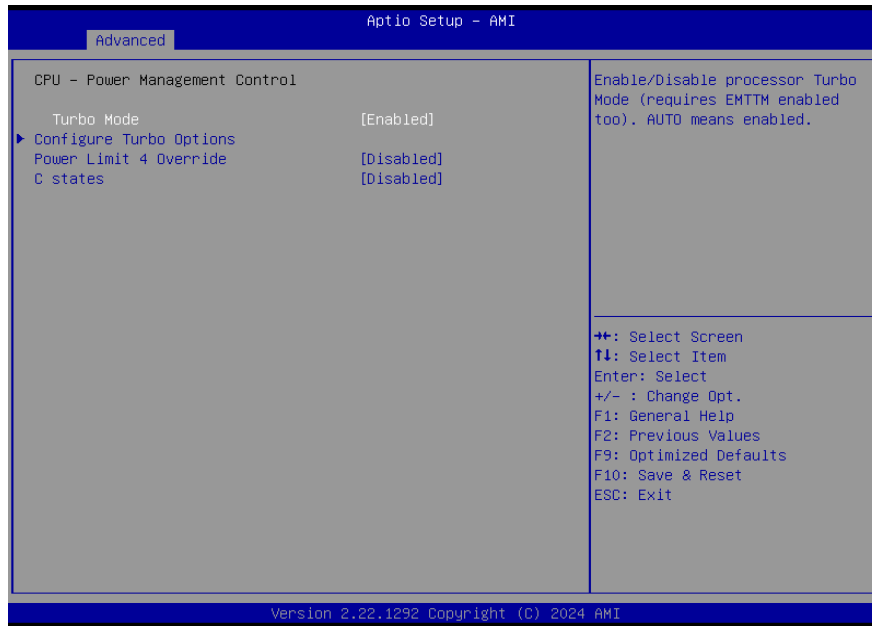 Aptio Setup – AMI
Advanced
CPU – Power Management Control
Turbo Mode [Enabled]
Configure Turbo Options
Power Limit 4 Override [Disabled]
C states [Disabled]
Enable/Disable processor Turbo
Mode (requires EMTTM enabled
too). AUTO means enabled.
→←: Select Screen
↑↓: Select Item
Enter: Select
+/- : Change Opt.
F1: General Help
F2: Previous Values
F9: Optimized Defaults
F10: Save & Reset
ESC: Exit
Version 2.22.1292 Copyright (C) 2024 AMI